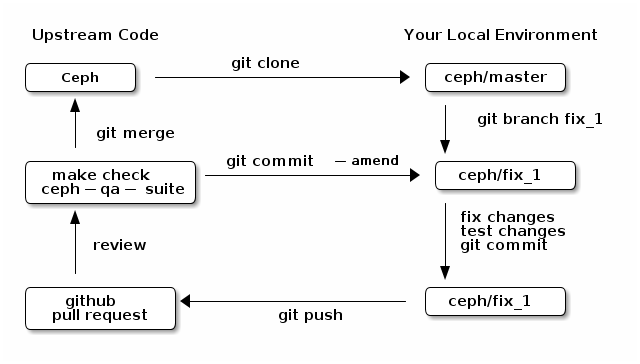 Upstream Code
Your Local Environment
git clone
Ceph
ceph/master
git merge
git branch fix_1
make check
ceph – qa – suite
git commit – amend
ceph/fix_1
fix changes
test changes
git commit
review
github
pull request
git push
ceph/fix_1